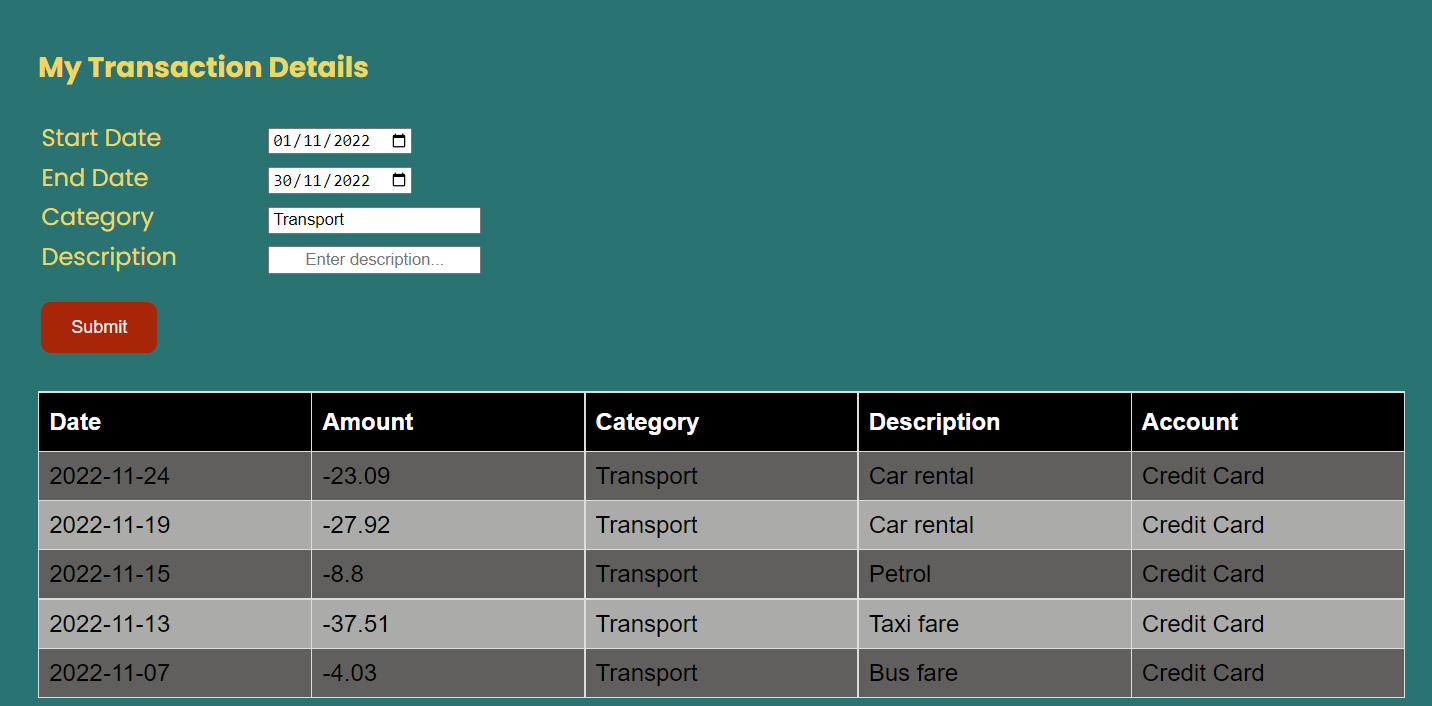 My Transaction Details
Start Date 01/11/2022
End Date 30/11/2022
Category Transport
Description Enter description...
Submit
Date Amount Category Description Account
2022-11-24 -23.09 Transport Car rental Credit Card
2022-11-19 -27.92 Transport Car rental Credit Card
2022-11-15 -8.8 Transport Petrol Credit Card
2022-11-13 -37.51 Transport Taxi fare Credit Card
2022-11-07 -4.03 Transport Bus fare Credit Card